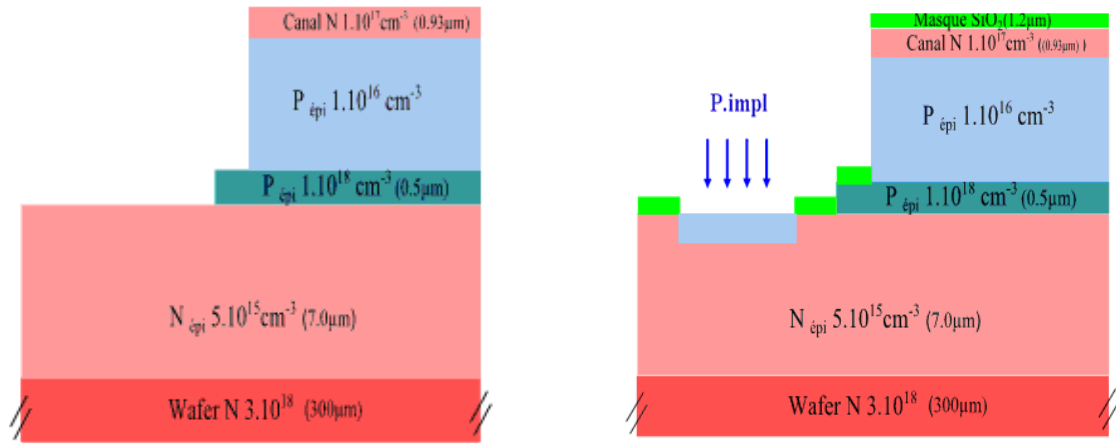 Canal N 1.10¹⁷cm⁻³ (0.93µm)
P épi 1.10¹⁶ cm⁻³
P épi 1.10¹⁸ cm⁻³ (0.5µm)
N épi 5.10¹⁵cm⁻³ (7.0µm)
Wafer N 3.10¹⁸ (300µm)
Masque SiO₂(1.2µm)
Canal N 1.10¹⁷cm⁻³ ((0.93µm) )
P.impl
P épi 1.10¹⁶ cm⁻³
P épi 1.10¹⁸ cm⁻³ (0.5µm)
N épi 5.10¹⁵cm⁻³ (7.0µm)
Wafer N 3.10¹⁸ (300µm)